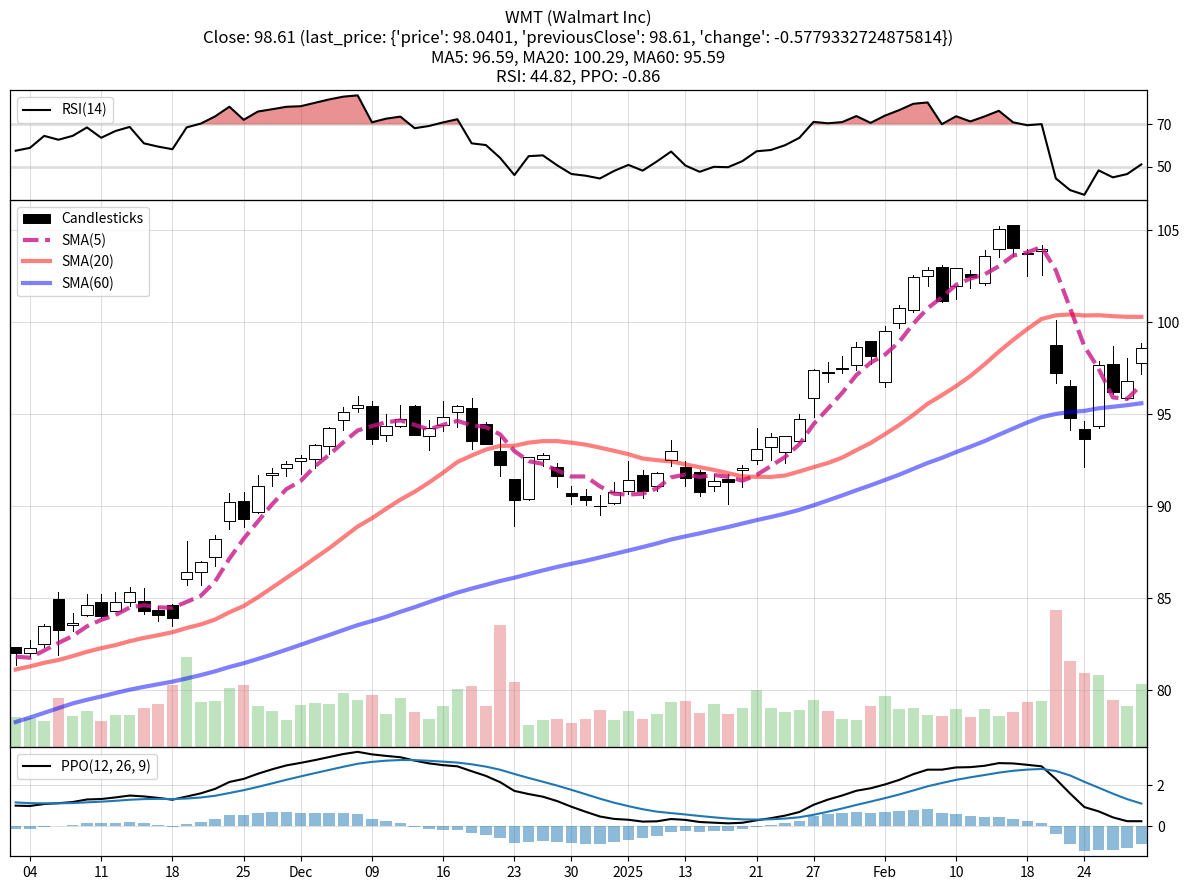 WMT (Walmart Inc)
Close: 98.61 (last_price: {'price': 98.0401, 'previousClose': 98.61, 'change': -0.5779332724875814})
MA5: 96.59, MA20: 100.29, MA60: 95.59
RSI: 44.82, PPO: -0.86
RSI(14)
70
50
Candlesticks
SMA(5)
SMA(20)
SMA(60)
105
100
95
90
85
80
PPO(12, 26, 9)
2
0
04 11 18 25 Dec 09 16 23 30 2025 13 21 27 Feb 10 18 24